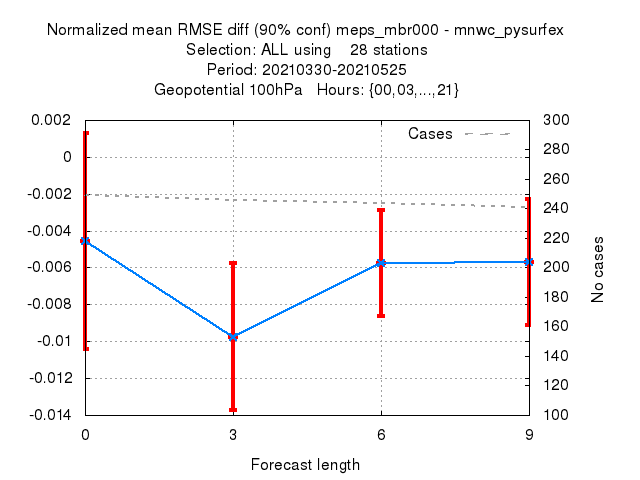 Normalized mean RMSE diff (90% conf) meps_mbr000 - mnwc_pysurfex
Selection: ALL using    28 stations
Period: 20210330-20210525
Geopotential 100hPa   Hours: {00,03,...,21}
Cases
0.002
0
-0.002
-0.004
-0.006
-0.008
-0.01
-0.012
-0.014
300
280
260
240
220
200
180
160
140
120
100
No cases
0 3 6 9
Forecast length